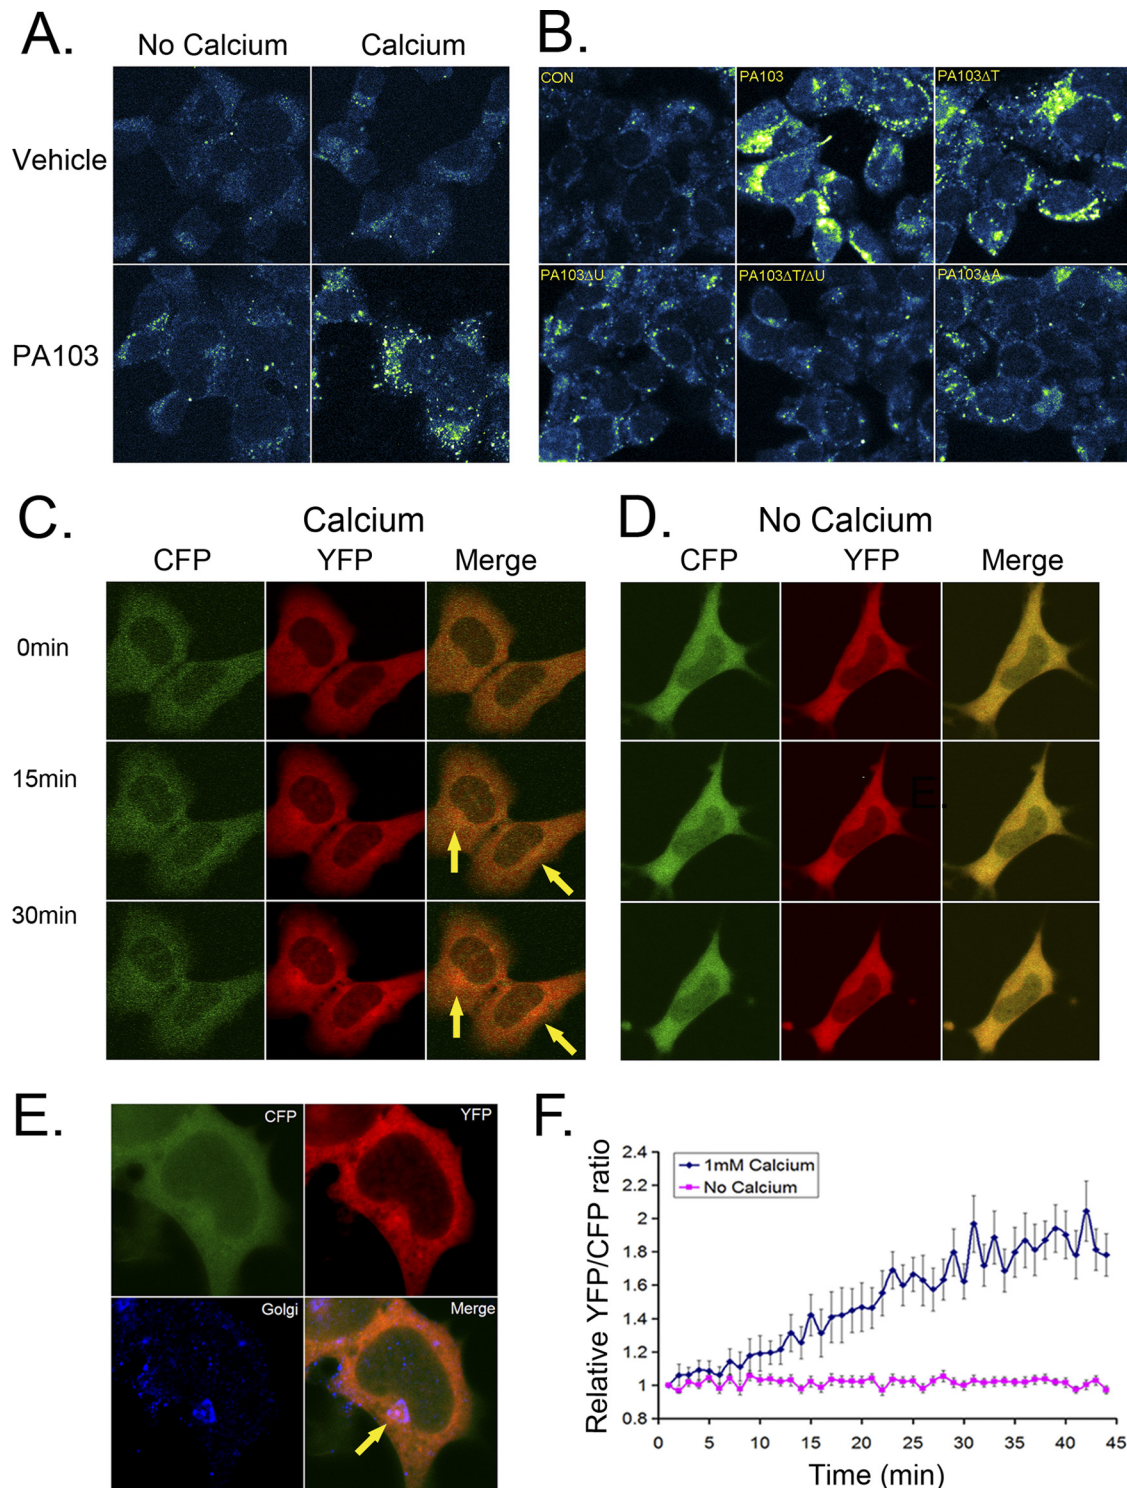 A.
No Calcium Calcium
Vehicle
PA103
B.
CON PA103 PA103ΔT
PA103ΔU PA103ΔT/ΔU PA103ΔA
C.
Calcium
CFP YFP Merge
0min
15min
30min
D.
No Calcium
CFP YFP Merge
E.
E.
CFP YFP
Golgi Merge
F.
Relative YFP/CFP ratio
2.4
2.2
2
1.8
1.6
1.4
1.2
1
0.8
1mM Calcium
No Calcium
0 5 10 15 20 25 30 35 40 45
Time (min)